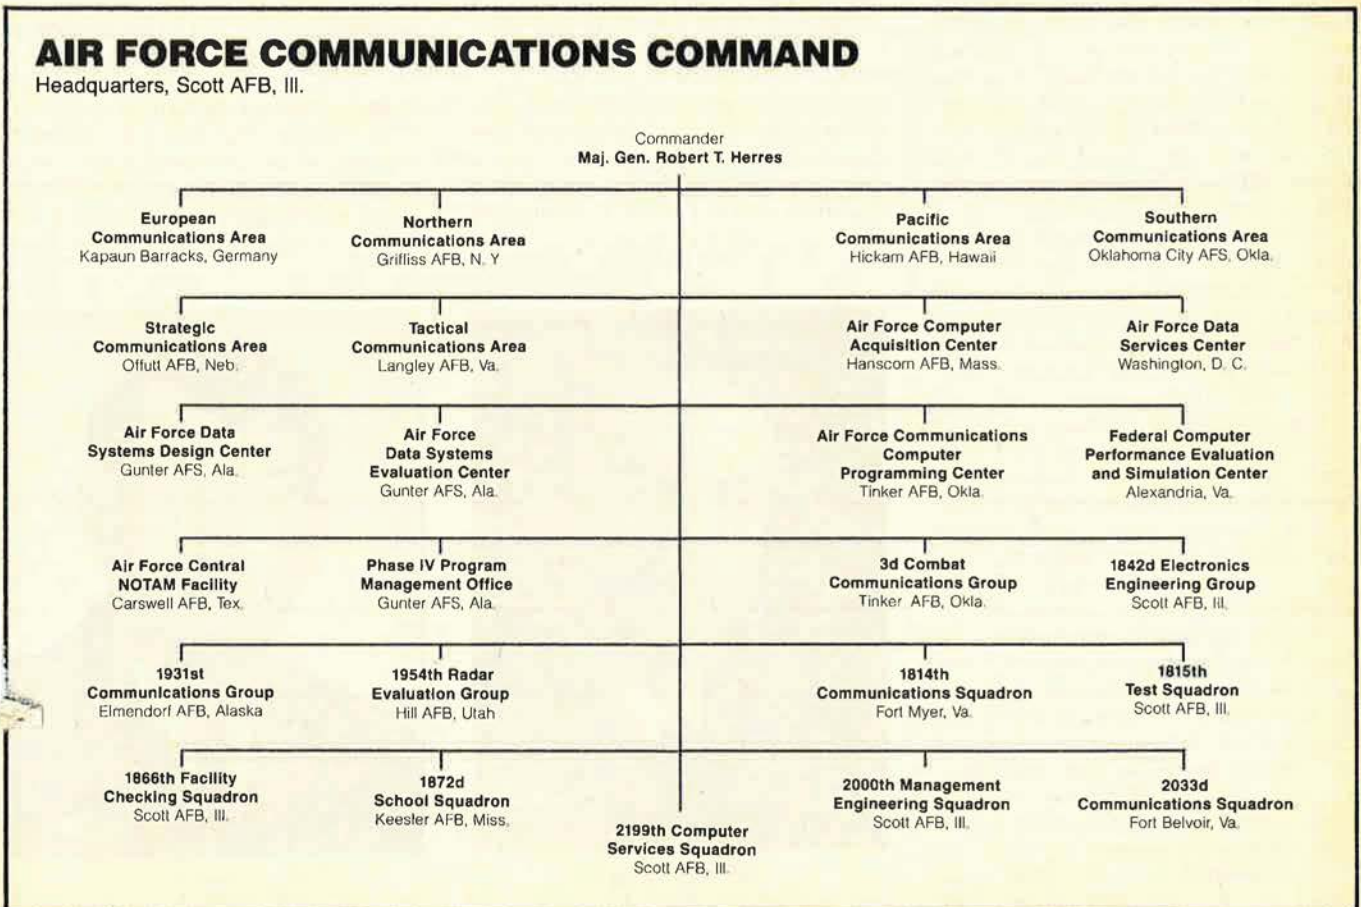 AIR FORCE COMMUNICATIONS COMMAND
Headquarters, Scott AFB, Ill.
Commander
Maj. Gen. Robert T. Herres
European
Communications Area
Kapaun Barracks, Germany
Northern
Communications Area
Griffiss AFB, N. Y
Pacific
Communications Area
Hickam AFB, Hawaii
Southern
Communications Area
Oklahoma City AFS, Okla.
Strategic
Communications Area
Offutt AFB, Neb.
Tactical
Communications Area
Langley AFB, Va.
Air Force Computer
Acquisition Center
Hanscom AFB, Mass.
Air Force Data
Services Center
Washington, D. C.
Air Force Data
Systems Design Center
Gunter AFS, Ala.
Air Force
Data Systems
Evaluation Center
Gunter AFS, Ala.
Air Force Communications
Computer
Programming Center
Tinker AFB, Okla.
Federal Computer
Performance Evaluation
and Simulation Center
Alexandria, Va.
Air Force Central
NOTAM Facility
Carswell AFB, Tex.
Phase IV Program
Management Office
Gunter AFS, Ala.
3d Combat
Communications Group
Tinker AFB, Okla.
1842d Electronics
Engineering Group
Scott AFB, Ill.
1931st
Communications Group
Elmendorf AFB, Alaska
1954th Radar
Evaluation Group
Hill AFB, Utah
1814th
Communications Squadron
Fort Myer, Va.
1815th
Test Squadron
Scott AFB, Ill.
1866th Facility
Checking Squadron
Scott AFB, Ill.
1872d
School Squadron
Keesler AFB, Miss.
2199th Computer
Services Squadron
Scott AFB, Ill.
2000th Management
Engineering Squadron
Scott AFB, Ill.
2033d
Communications Squadron
Fort Belvoir, Va.